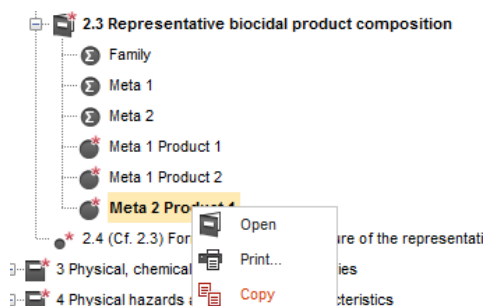 2.3 Representative biocidal product composition
Family
Meta 1
Meta 2
Meta 1 Product 1
Meta 1 Product 2
Meta 2 Product 1
Open
2.4 (Cf. 2.3) For ure of the representati
Print...
3 Physical, chemical ies
Copy
4 Physical hazards a cteristics